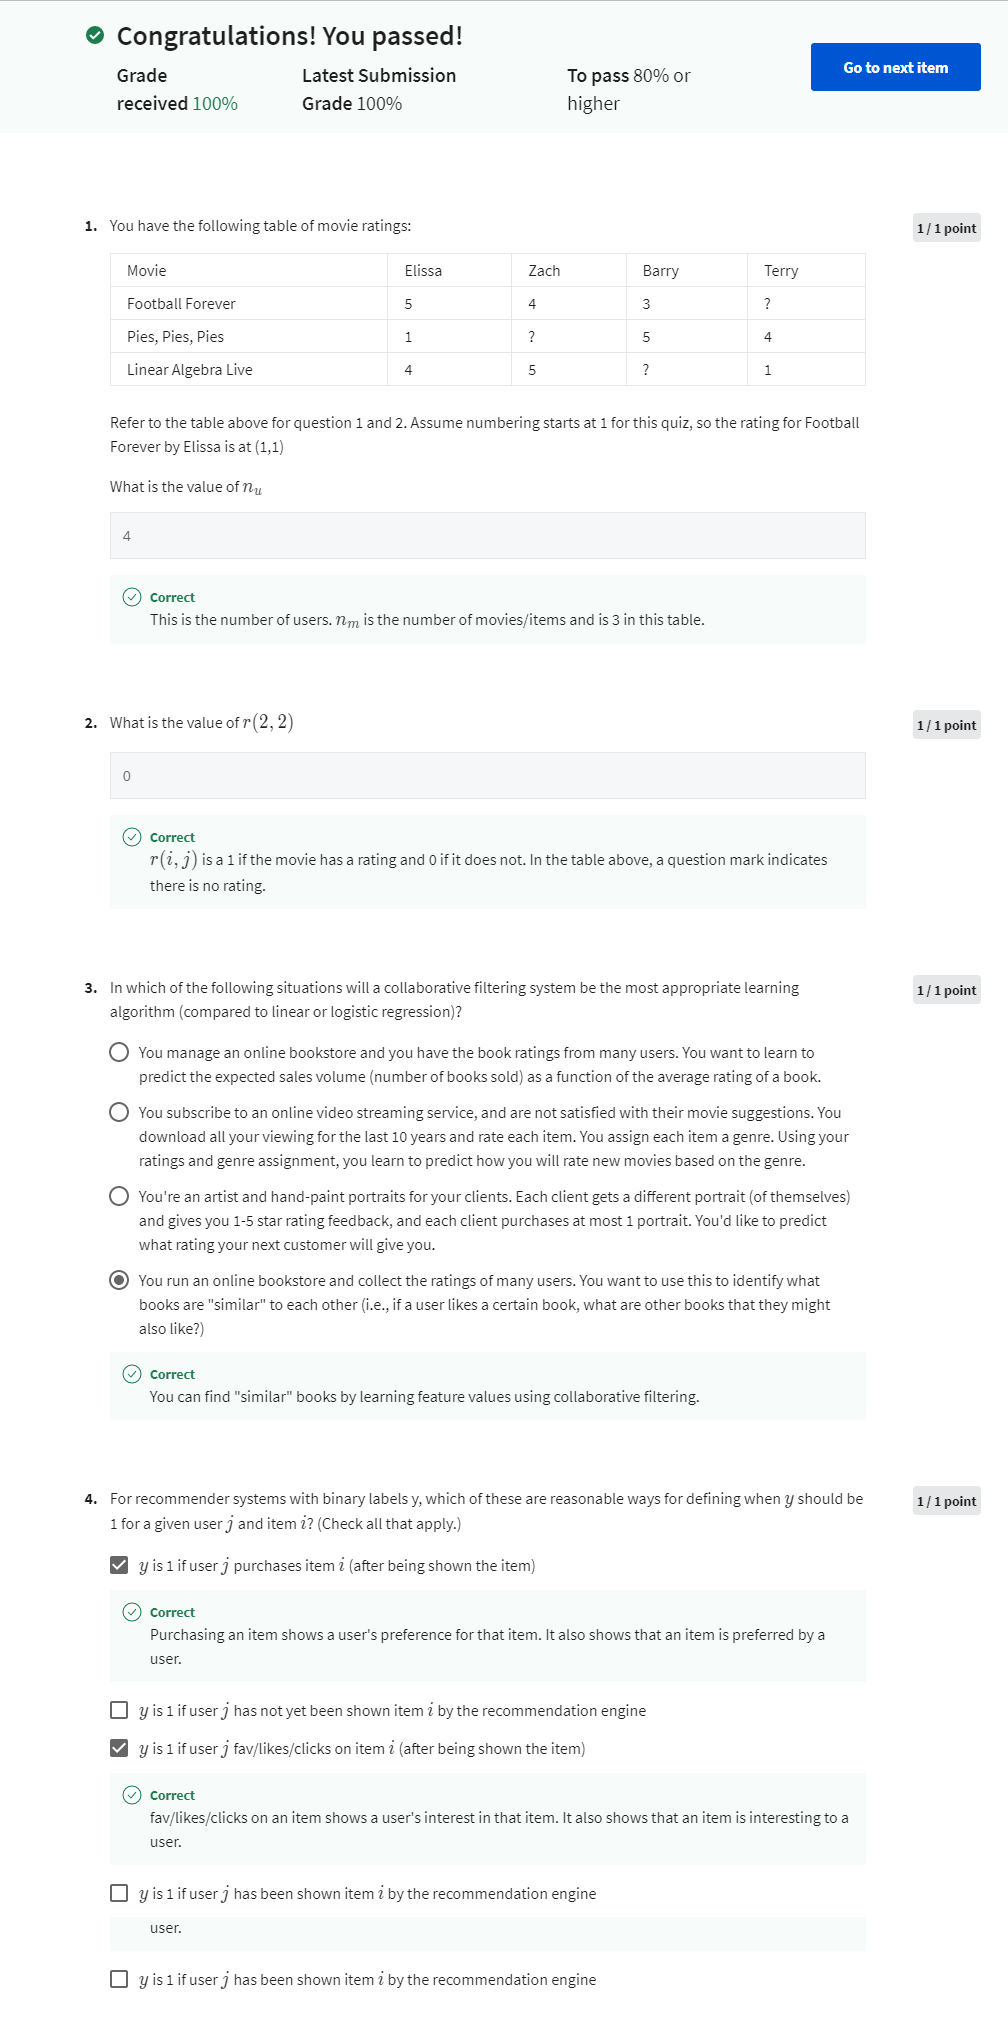 Congratulations! You passed!
Grade received 100%
Latest Submission Grade 100%
To pass 80% or higher
Go to next item
1. You have the following table of movie ratings:
1 / 1 point
Movie Elissa Zach Barry Terry
Football Forever 5 4 3 ?
Pies, Pies, Pies 1 ? 5 4
Linear Algebra Live 4 5 ? 1
Refer to the table above for question 1 and 2. Assume numbering starts at 1 for this quiz, so the rating for Football
Forever by Elissa is at (1,1)
What is the value of n_u
4
Correct
This is the number of users. n_m is the number of movies/items and is 3 in this table.
2. What is the value of r(2, 2)
1 / 1 point
0
Correct
r(i, j) is a 1 if the movie has a rating and 0 if it does not. In the table above, a question mark indicates
there is no rating.
3. In which of the following situations will a collaborative filtering system be the most appropriate learning
algorithm (compared to linear or logistic regression)?
1 / 1 point
You manage an online bookstore and you have the book ratings from many users. You want to learn to
predict the expected sales volume (number of books sold) as a function of the average rating of a book.
You subscribe to an online video streaming service, and are not satisfied with their movie suggestions. You
download all your viewing for the last 10 years and rate each item. You assign each item a genre. Using your
ratings and genre assignment, you learn to predict how you will rate new movies based on the genre.
You're an artist and hand-paint portraits for your clients. Each client gets a different portrait (of themselves)
and gives you 1-5 star rating feedback, and each client purchases at most 1 portrait. You'd like to predict
what rating your next customer will give you.
You run an online bookstore and collect the ratings of many users. You want to use this to identify what
books are "similar" to each other (i.e., if a user likes a certain book, what are other books that they might
also like?)
Correct
You can find "similar" books by learning feature values using collaborative filtering.
4. For recommender systems with binary labels y, which of these are reasonable ways for defining when y should be
1 for a given user j and item i? (Check all that apply.)
1 / 1 point
y is 1 if user j purchases item i (after being shown the item)
Correct
Purchasing an item shows a user's preference for that item. It also shows that an item is preferred by a
user.
y is 1 if user j has not yet been shown item i by the recommendation engine
y is 1 if user j fav/likes/clicks on item i (after being shown the item)
Correct
fav/likes/clicks on an item shows a user's interest in that item. It also shows that an item is interesting to a
user.
y is 1 if user j has been shown item i by the recommendation engine
user.
y is 1 if user j has been shown item i by the recommendation engine